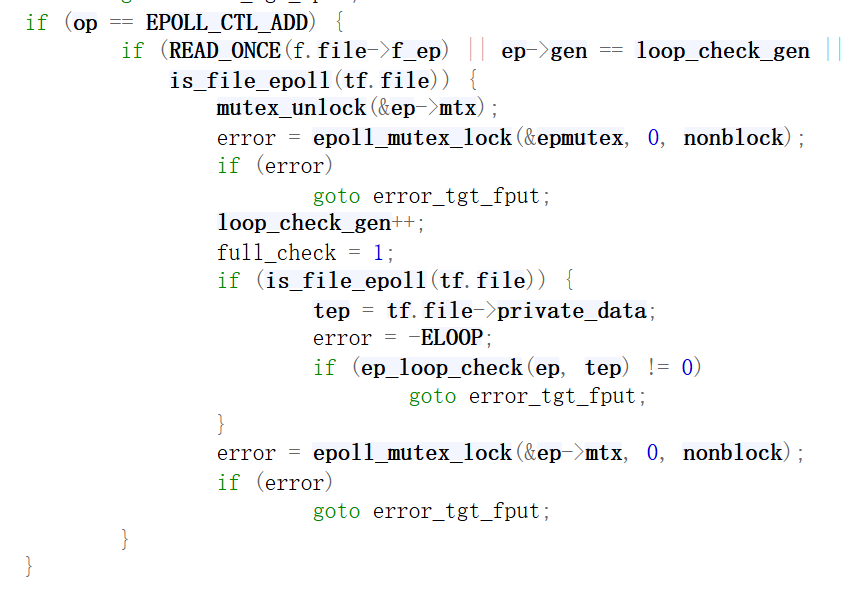 if (op == EPOLL_CTL_ADD) {
if (READ_ONCE(f.file->f_ep) || ep->gen == loop_check_gen ||
is_file_epoll(tf.file)) {
mutex_unlock(&ep->mtx);
error = epoll_mutex_lock(&epmutex, 0, nonblock);
if (error)
goto error_tgt_fput;
loop_check_gen++;
full_check = 1;
if (is_file_epoll(tf.file)) {
tep = tf.file->private_data;
error = -ELOOP;
if (ep_loop_check(ep, tep) != 0)
goto error_tgt_fput;
}
error = epoll_mutex_lock(&ep->mtx, 0, nonblock);
if (error)
goto error_tgt_fput;
}
}